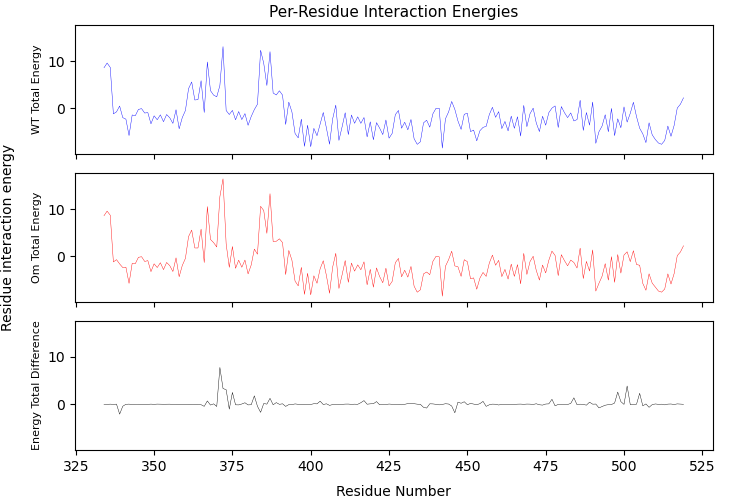 Per-Residue Interaction Energies
Residue interaction energy
WT Total Energy
10
0
Om Total Energy
10
0
Energy Total Difference
10
0
325 350 375 400 425 450 475 500 525
Residue Number